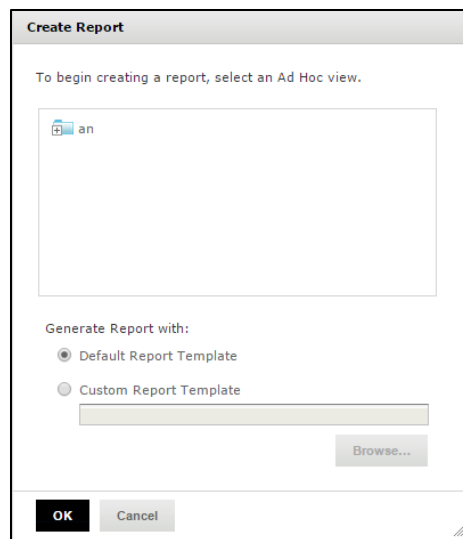 Create Report
To begin creating a report, select an Ad Hoc view.
an
Generate Report with:
Default Report Template
Custom Report Template
Browse...
OK Cancel